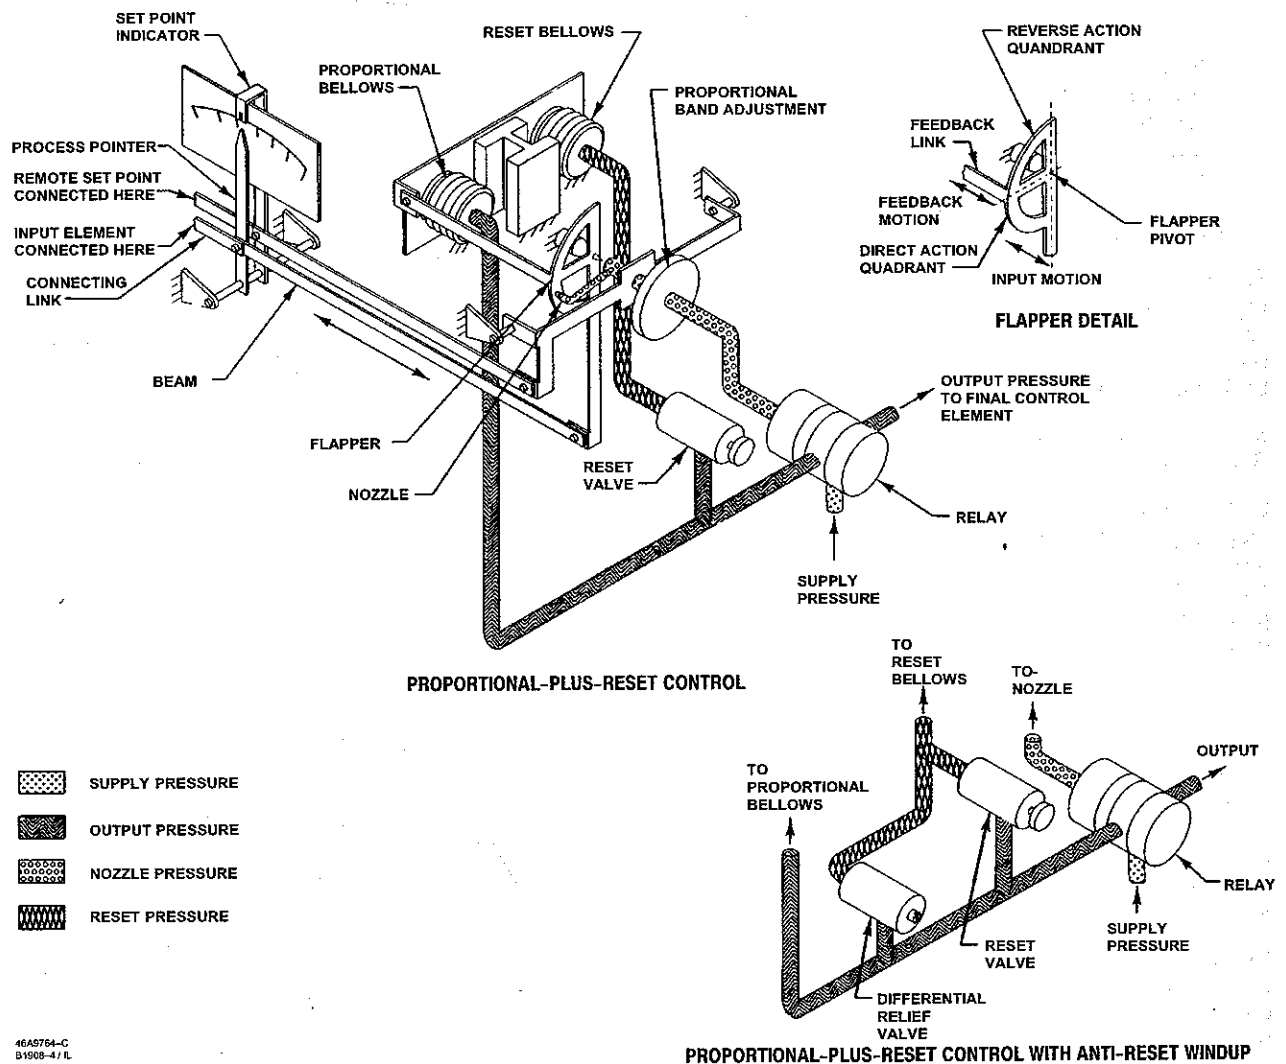 SET POINT
INDICATOR
RESET BELLOWS
PROPORTIONAL
BELLOWS
PROPORTIONAL
BAND ADJUSTMENT
PROCESS POINTER
REMOTE SET POINT
CONNECTED HERE
INPUT ELEMENT
CONNECTED HERE
CONNECTING
LINK
BEAM
FLAPPER
NOZZLE
RESET
VALVE
OUTPUT PRESSURE
TO FINAL CONTROL
ELEMENT
RELAY
SUPPLY
PRESSURE
PROPORTIONAL-PLUS-RESET CONTROL
REVERSE ACTION
QUANDRANT
FEEDBACK
LINK
FEEDBACK
MOTION
DIRECT ACTION
QUADRANT
FLAPPER
PIVOT
INPUT MOTION
FLAPPER DETAIL
SUPPLY PRESSURE
OUTPUT PRESSURE
NOZZLE PRESSURE
RESET PRESSURE
TO
RESET
BELLOWS
TO
NOZZLE
TO
PROPORTIONAL
BELLOWS
OUTPUT
RELAY
SUPPLY
PRESSURE
RESET
VALVE
DIFFERENTIAL
RELIEF
VALVE
PROPORTIONAL-PLUS-RESET CONTROL WITH ANTI-RESET WINDUP
46A9764-C
B1908-4 / IL